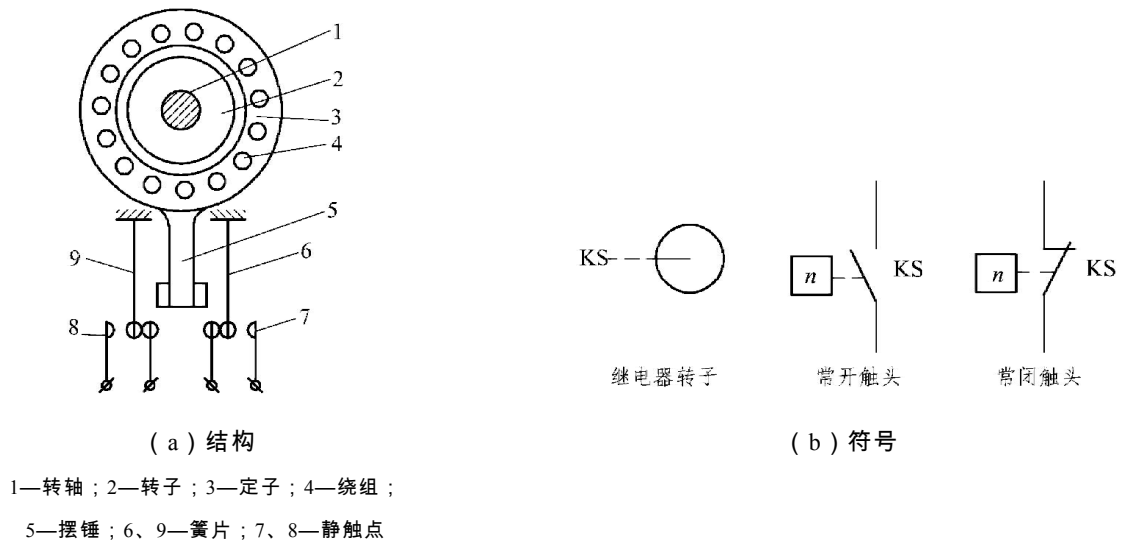 1
2
3
4
5
6
9
8
7
KS
n
KS
n
KS
继电器转子
常开触头
常闭触头
（a）结构
（b）符号
1—转轴；2—转子；3—定子；4—绕组；
5—摆锤；6、9—簧片；7、8—静触点